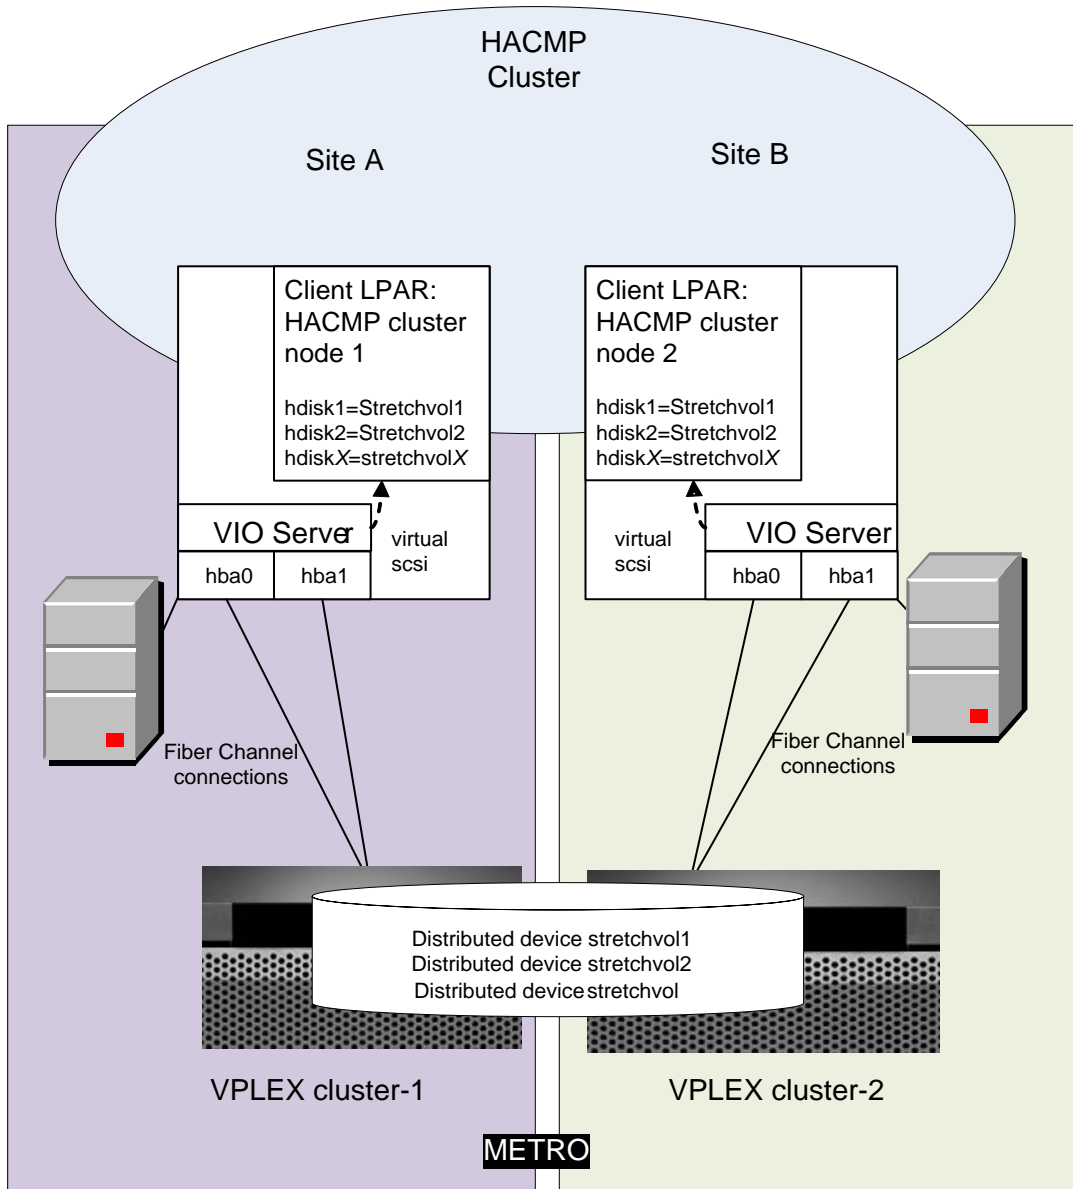 HACMP
Cluster
Site A
Site B
Client LPAR:
HACMP cluster
node 1
hdisk1=Stretchvol1
hdisk2=Stretchvol2
hdiskX=stretchvolX
Client LPAR:
HACMP cluster
node 2
hdisk1=Stretchvol1
hdisk2=Stretchvol2
hdiskX=stretchvolX
VIO Server
virtual
scsi
hba0
hba1
virtual
scsi
VIO Server
hba0
hba1
Fiber Channel
connections
Fiber Channel
connections
Distributed device stretchvol1
Distributed device stretchvol2
Distributed device stretchvol
VPLEX cluster-1
VPLEX cluster-2
METRO